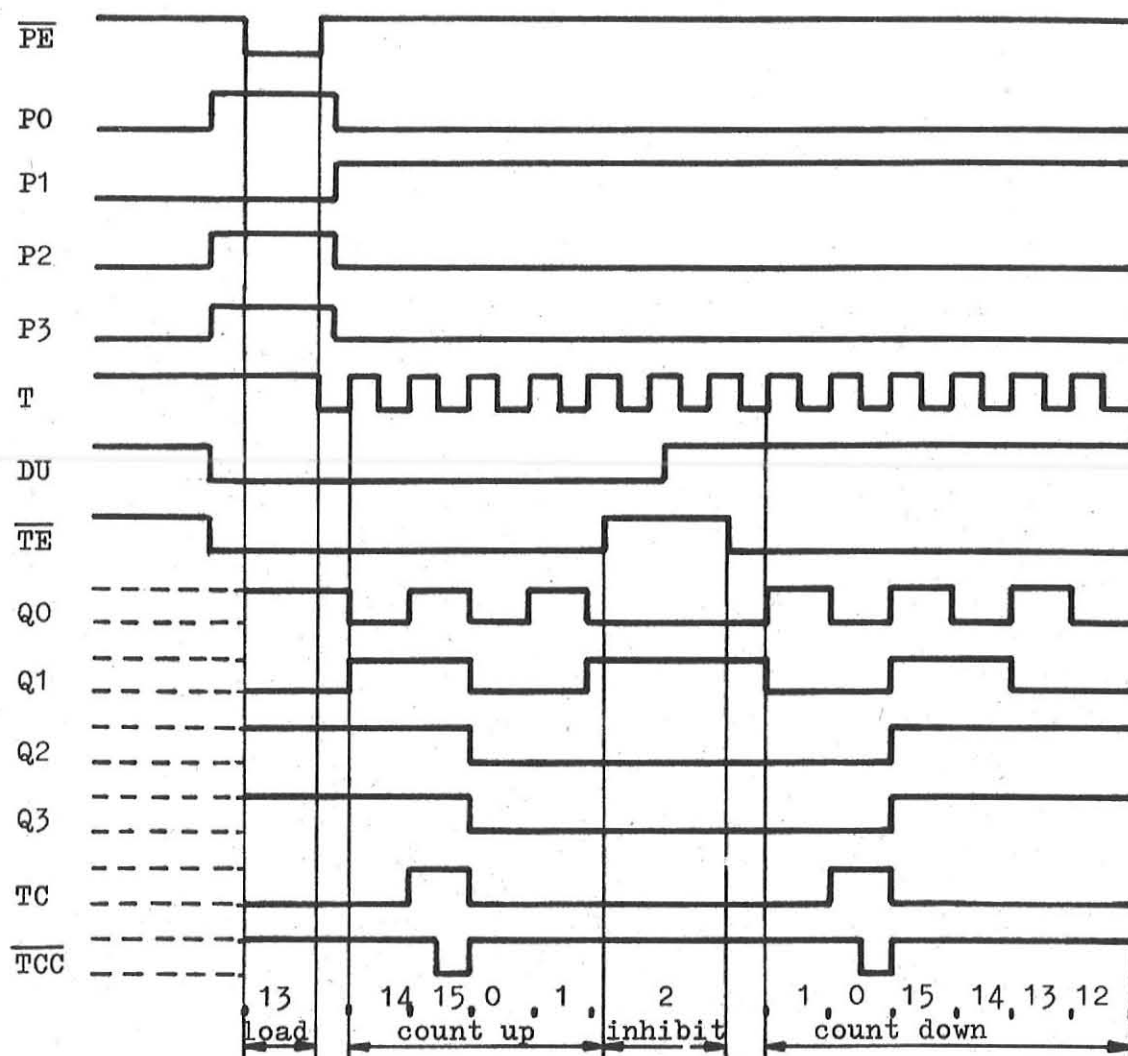 PE
P0
P1
P2
P3
T
DU
TE
Q0
Q1
Q2
Q3
TC
TCC
13 14 15 0 1 2 1 0 15 14 13 12
load count up inhibit count down